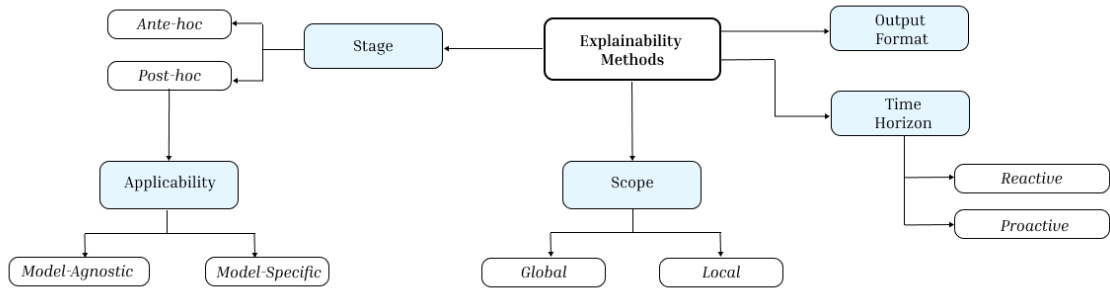 Ante-hoc
Post-hoc
Stage
Explainability
Methods
Output
Format
Time
Horizon
Applicability
Scope
Reactive
Proactive
Model-Agnostic
Model-Specific
Global
Local